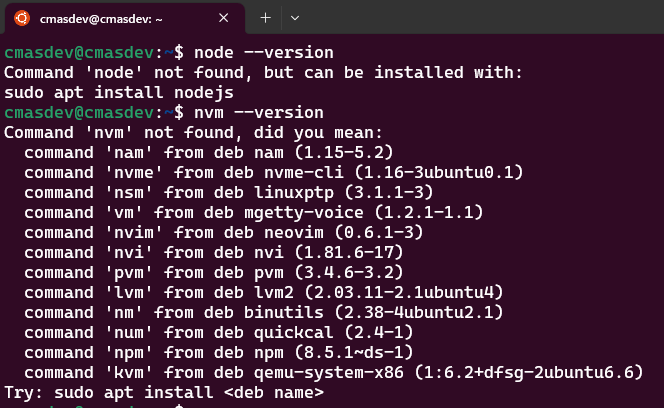 cmasdev@cmasdev: ~
cmasdev@cmasdev:~$ node --version
Command 'node' not found, but can be installed with:
sudo apt install nodejs
cmasdev@cmasdev:~$ nvm --version
Command 'nvm' not found, did you mean:
  command 'nam' from deb nam (1.15-5.2)
  command 'nvme' from deb nvme-cli (1.16-3ubuntu0.1)
  command 'nsm' from deb linuxptp (3.1.1-3)
  command 'vm' from deb mgetty-voice (1.2.1-1.1)
  command 'nvim' from deb neovim (0.6.1-3)
  command 'nvi' from deb nvi (1.81.6-17)
  command 'pvm' from deb pvm (3.4.6-3.2)
  command 'lvm' from deb lvm2 (2.03.11-2.1ubuntu4)
  command 'nm' from deb binutils (2.38-4ubuntu2.1)
  command 'num' from deb quickcal (2.4-1)
  command 'npm' from deb npm (8.5.1~ds-1)
  command 'kvm' from deb qemu-system-x86 (1:6.2+dfsg-2ubuntu6.6)
Try: sudo apt install <deb name>